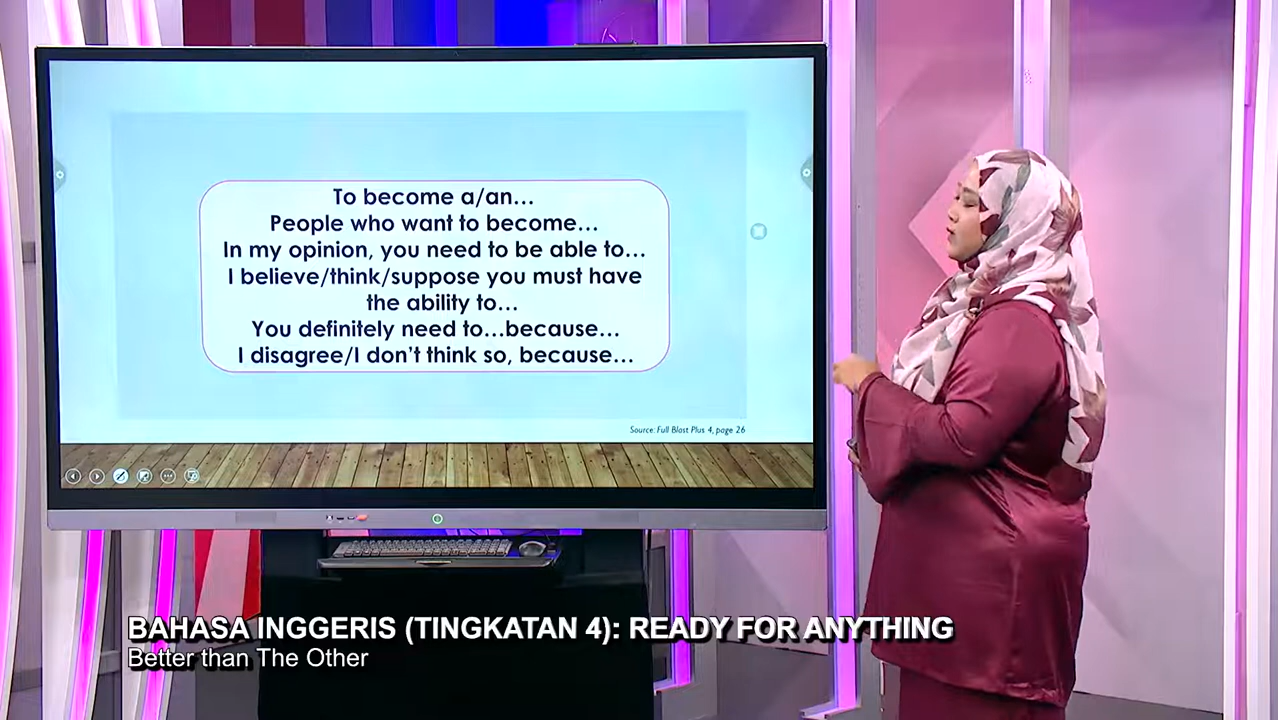 To become a/an...
People who want to become...
In my opinion, you need to be able to...
I believe/think/suppose you must have
the ability to...
You definitely need to...because...
I disagree/I don't think so, because...
Source: Full Blast Plus 4, page 26
BAHASA INGGERIS (TINGKATAN 4): READY FOR ANYTHING
Better than The Other